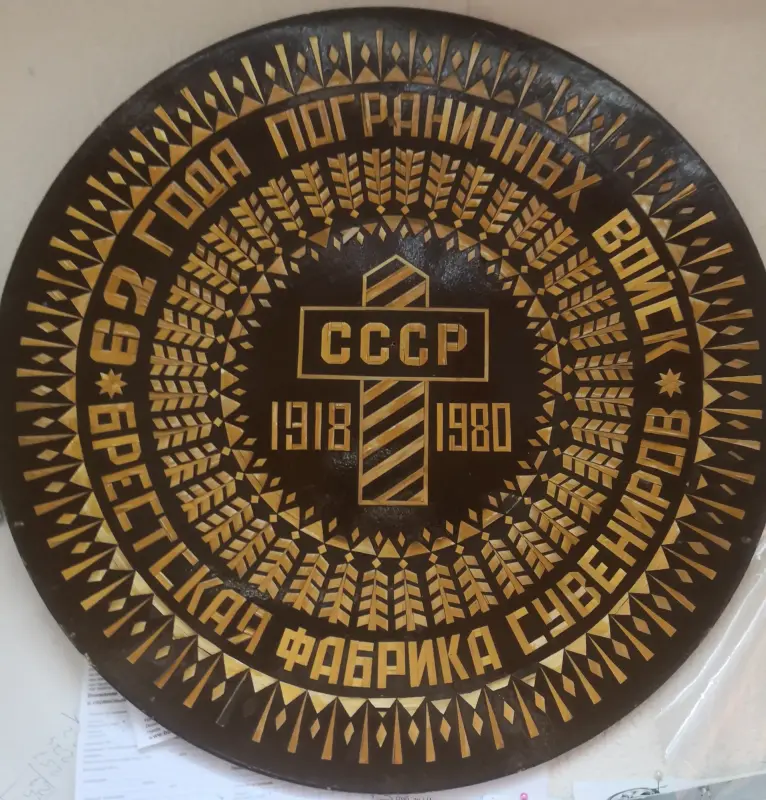 62 ГОДА ПОГРАНИЧНЫХ ВОЙСК
СССР
1918 1980
БРЕСТСКАЯ ФАБРИКА СУВЕНИРОВ